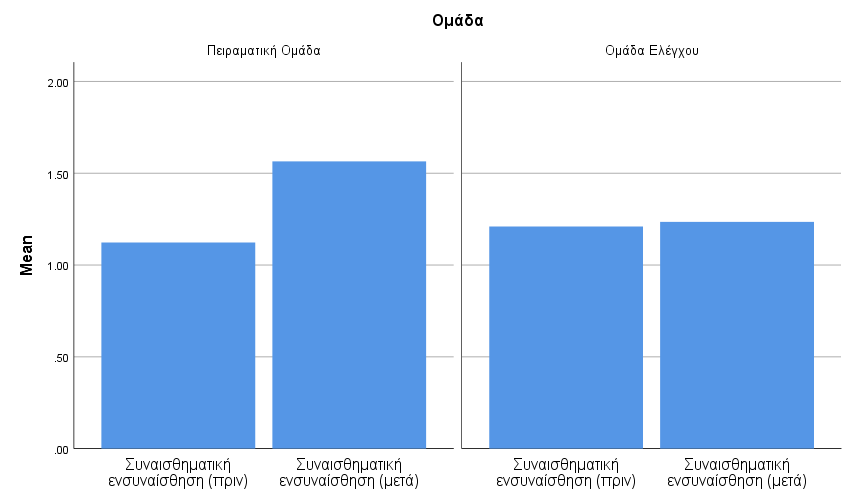 Ομάδα
Πειραματική Ομάδα
Ομάδα Ελέγχου
2.00
1.50
1.00
.50
.00
Mean
Συναισθηματική
ενσυναίσθηση (πριν)
Συναισθηματική
ενσυναίσθηση (μετά)
Συναισθηματική
ενσυναίσθηση (πριν)
Συναισθηματική
ενσυναίσθηση (μετά)